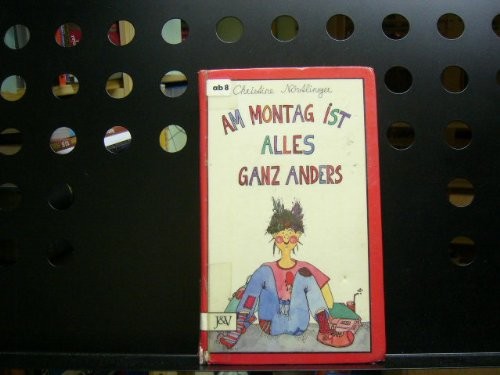 ab 8
Christine Nöstlinger
AM MONTAG iST
ALLES
GANZ ANDERS
J&V